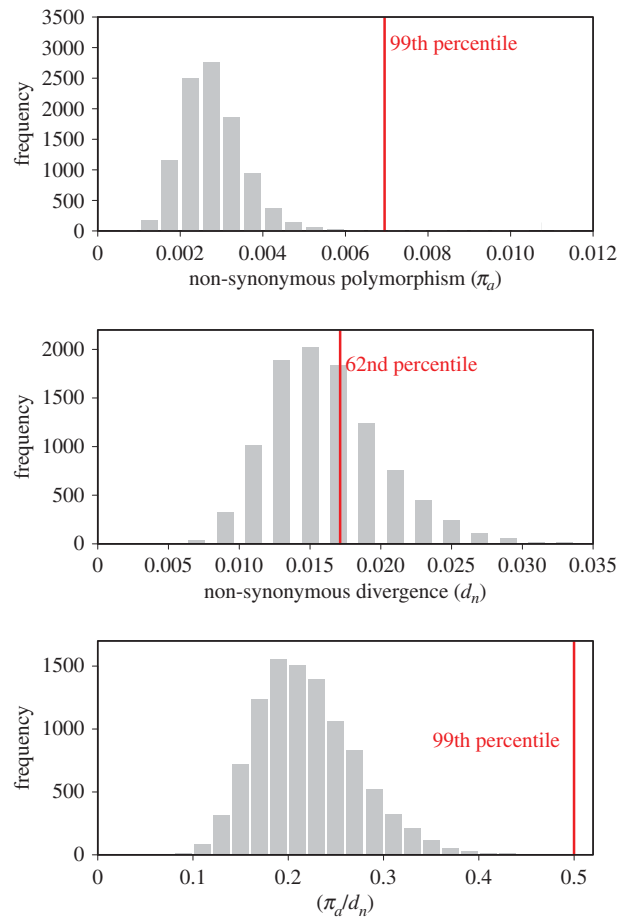 3500
3000
2500
2000
1500
1000
500
0
frequency
99th percentile
0 0.002 0.004 0.006 0.008 0.010 0.012
non-synonymous polymorphism (πₐ)
2000
1500
1000
500
0
frequency
62nd percentile
0 0.005 0.010 0.015 0.020 0.025 0.030 0.035
non-synonymous divergence (dₙ)
1500
1000
500
0
frequency
99th percentile
0 0.1 0.2 0.3 0.4 0.5
(πₐ/dₙ)